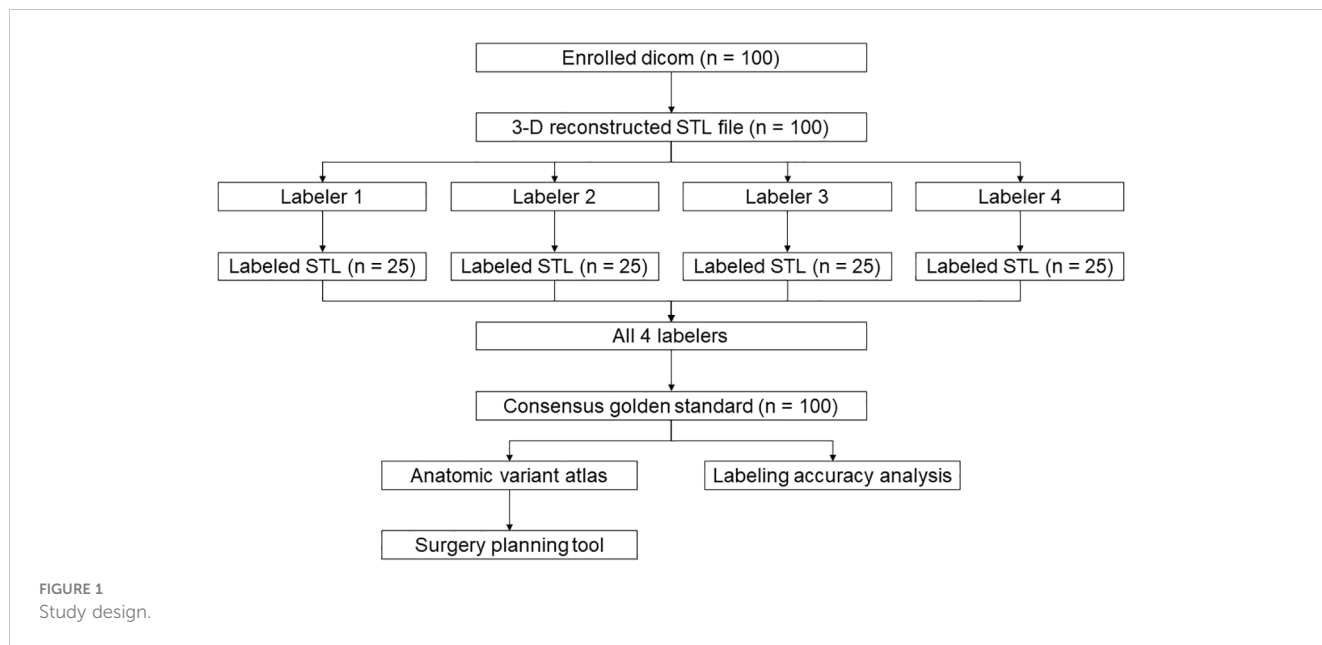 Enrolled dicom (n = 100)
3-D reconstructed STL file (n = 100)
Labeler 1
Labeler 2
Labeler 3
Labeler 4
Labeled STL (n = 25)
Labeled STL (n = 25)
Labeled STL (n = 25)
Labeled STL (n = 25)
All 4 labelers
Consensus golden standard (n = 100)
Anatomic variant atlas
Labeling accuracy analysis
Surgery planning tool
FIGURE 1
Study design.